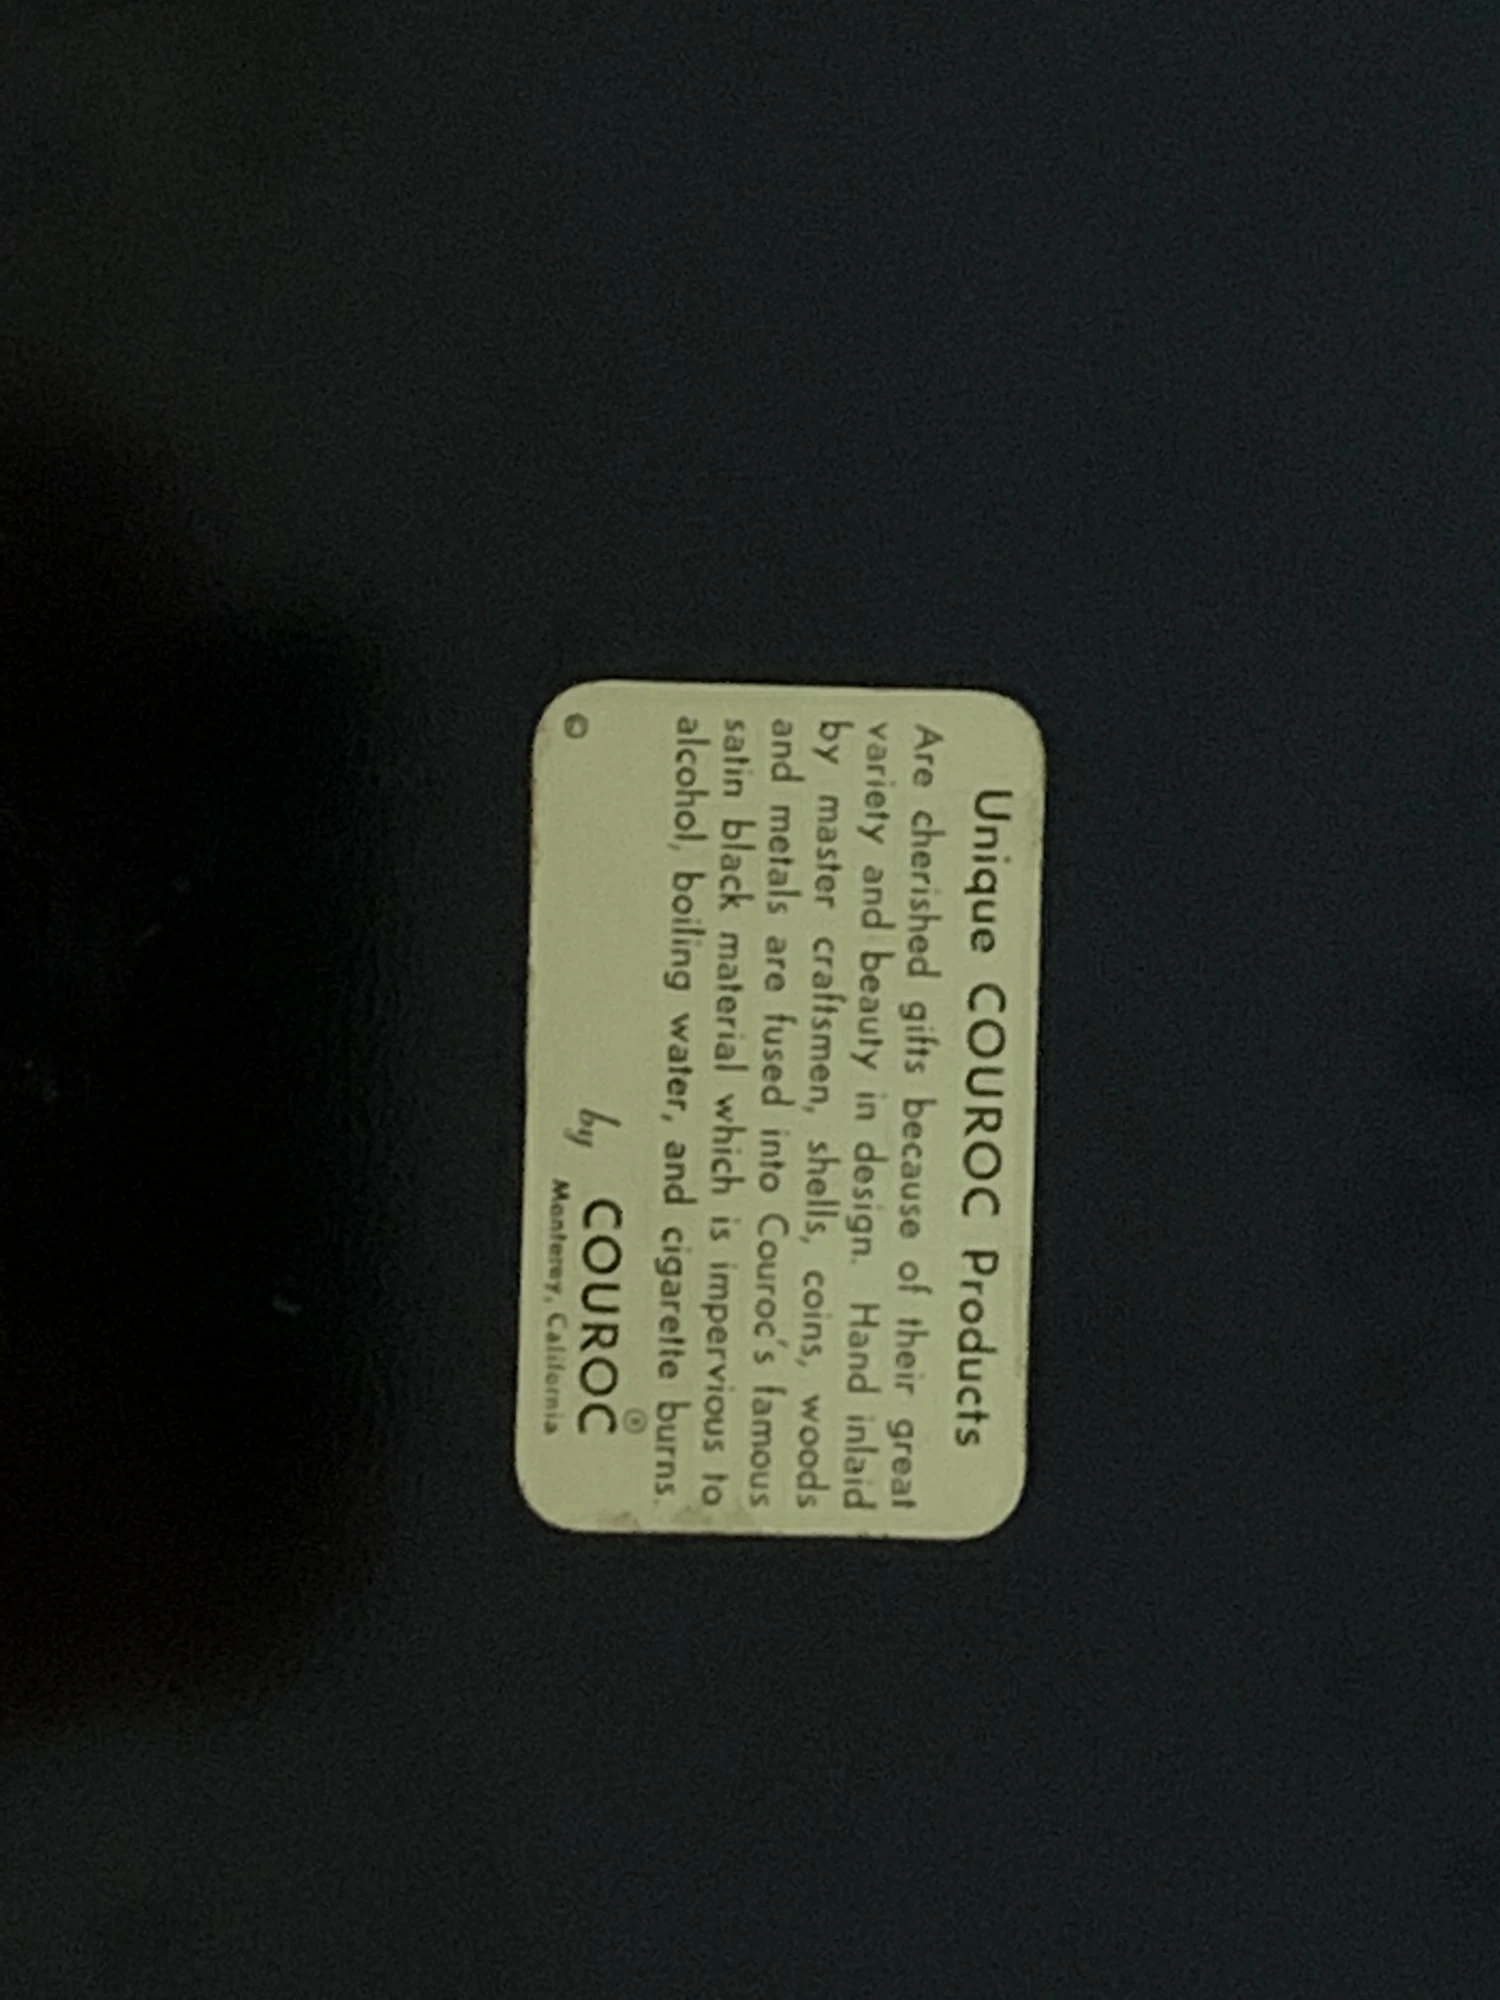 Unique COUROC Products
Are cherished gifts because of their great
variety and beauty in design. Hand inlaid
by master craftsmen, shells, coins, woods
and metals are fused into Couroc's famous
satin black material which is impervious to
alcohol, boiling water, and cigarette burns.
by COUROC®
© Monterey, California